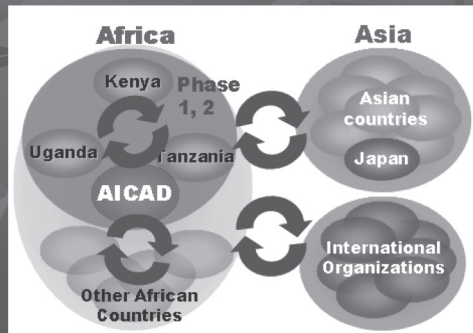 Africa
Asia
Kenya
Phase
1, 2
Uganda
Tanzania
AICAD
Other African
Countries
Asian
countries
Japan
International
Organizations